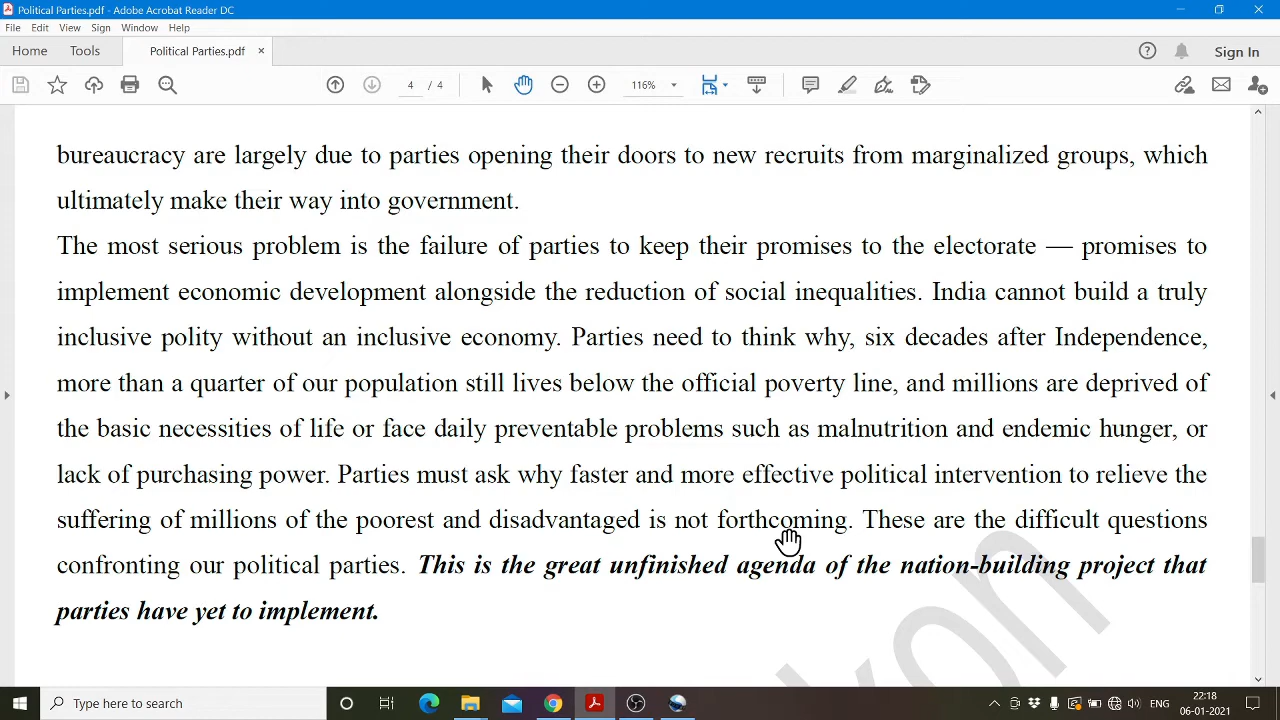 Political Parties.pdf - Adobe Acrobat Reader DC
File Edit View Sign Window Help
Home Tools Political Parties.pdf × Sign In
4 / 4 116%
bureaucracy are largely due to parties opening their doors to new recruits from marginalized groups, which
ultimately make their way into government.
The most serious problem is the failure of parties to keep their promises to the electorate — promises to
implement economic development alongside the reduction of social inequalities. India cannot build a truly
inclusive polity without an inclusive economy. Parties need to think why, six decades after Independence,
more than a quarter of our population still lives below the official poverty line, and millions are deprived of
the basic necessities of life or face daily preventable problems such as malnutrition and endemic hunger, or
lack of purchasing power. Parties must ask why faster and more effective political intervention to relieve the
suffering of millions of the poorest and disadvantaged is not forthcoming. These are the difficult questions
confronting our political parties. This is the great unfinished agenda of the nation-building project that
parties have yet to implement.
Type here to search
ENG
22:18
06-01-2021